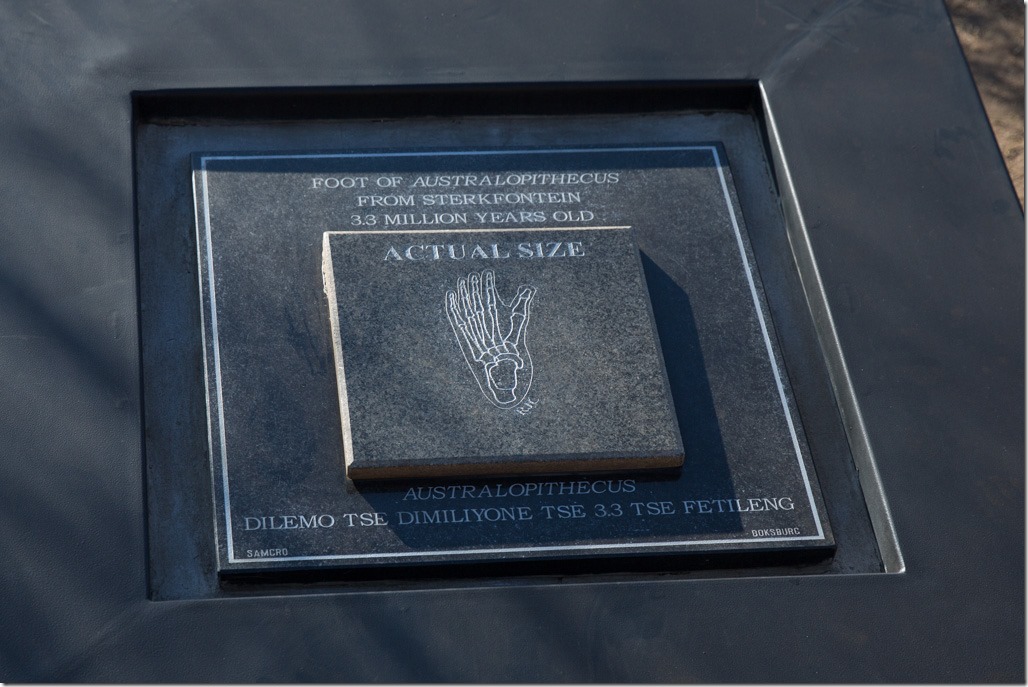 FOOT OF AUSTRALOPITHECUS
FROM STERKFONTEIN
3.3 MILLION YEARS OLD
ACTUAL SIZE
AUSTRALOPITHECUS
DILEMO TSE DIMILIYONE TSE 3.3 TSE FETILENG
SAMCRO
BOKSBURG